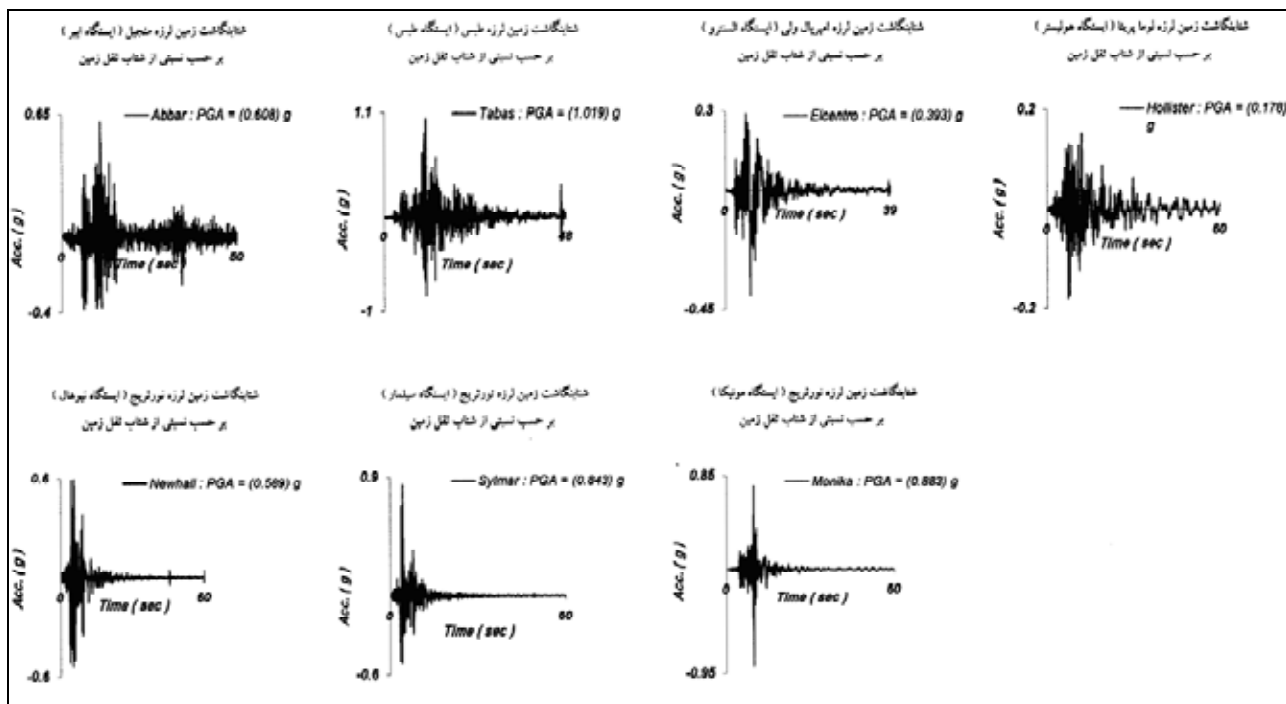 شتابنگاشت زمین لرزه منجیل ( ایستگاه اببر )
بر حسب نسبتی از شتاب ثقل زمین
0.65
Abbar : PGA = (0.608) g
Acc. ( g )
0
Time ( sec )
50
-0.4
شتابنگاشت زمین لرزه طبس ( ایستگاه طبس )
بر حسب نسبتی از شتاب ثقل زمین
1.1
Tabas : PGA = (1.019) g
Acc. ( g )
0
48
Time ( sec )
-1
شتابنگاشت زمین لرزه امپریال ولی ( ایستگاه السنترو )
بر حسب نسبتی از شتاب ثقل زمین
0.3
Elcentro : PGA = (0.393) g
Acc. ( g )
0
Time ( sec )
39
-0.45
شتابنگاشت زمین لرزه لوما پریتا ( ایستگاه هولیستر )
بر حسب نسبتی از شتاب ثقل زمین
0.2
Hollister : PGA = (0.178)
g
Acc. ( g )
0
Time ( sec )
60
-0.2
شتابنگاشت زمین لرزه نورثریج ( ایستگاه نیوهال )
بر حسب نسبتی از شتاب ثقل زمین
0.6
Newhall : PGA = (0.589) g
Acc. ( g )
0
Time ( sec )
60
-0.6
شتابنگاشت زمین لرزه نورثریج ( ایستگاه سیلمار )
بر حسب نسبتی از شتاب ثقل زمین
0.9
Sylmar : PGA = (0.843) g
Acc. ( g )
0
60
Time ( sec )
-0.6
شتابنگاشت زمین لرزه نورثریج ( ایستگاه مونیکا )
بر حسب نسبتی از شتاب ثقل زمین
0.85
Monika : PGA = (0.883) g
Acc. ( g )
0
Time ( sec )
60
-0.95